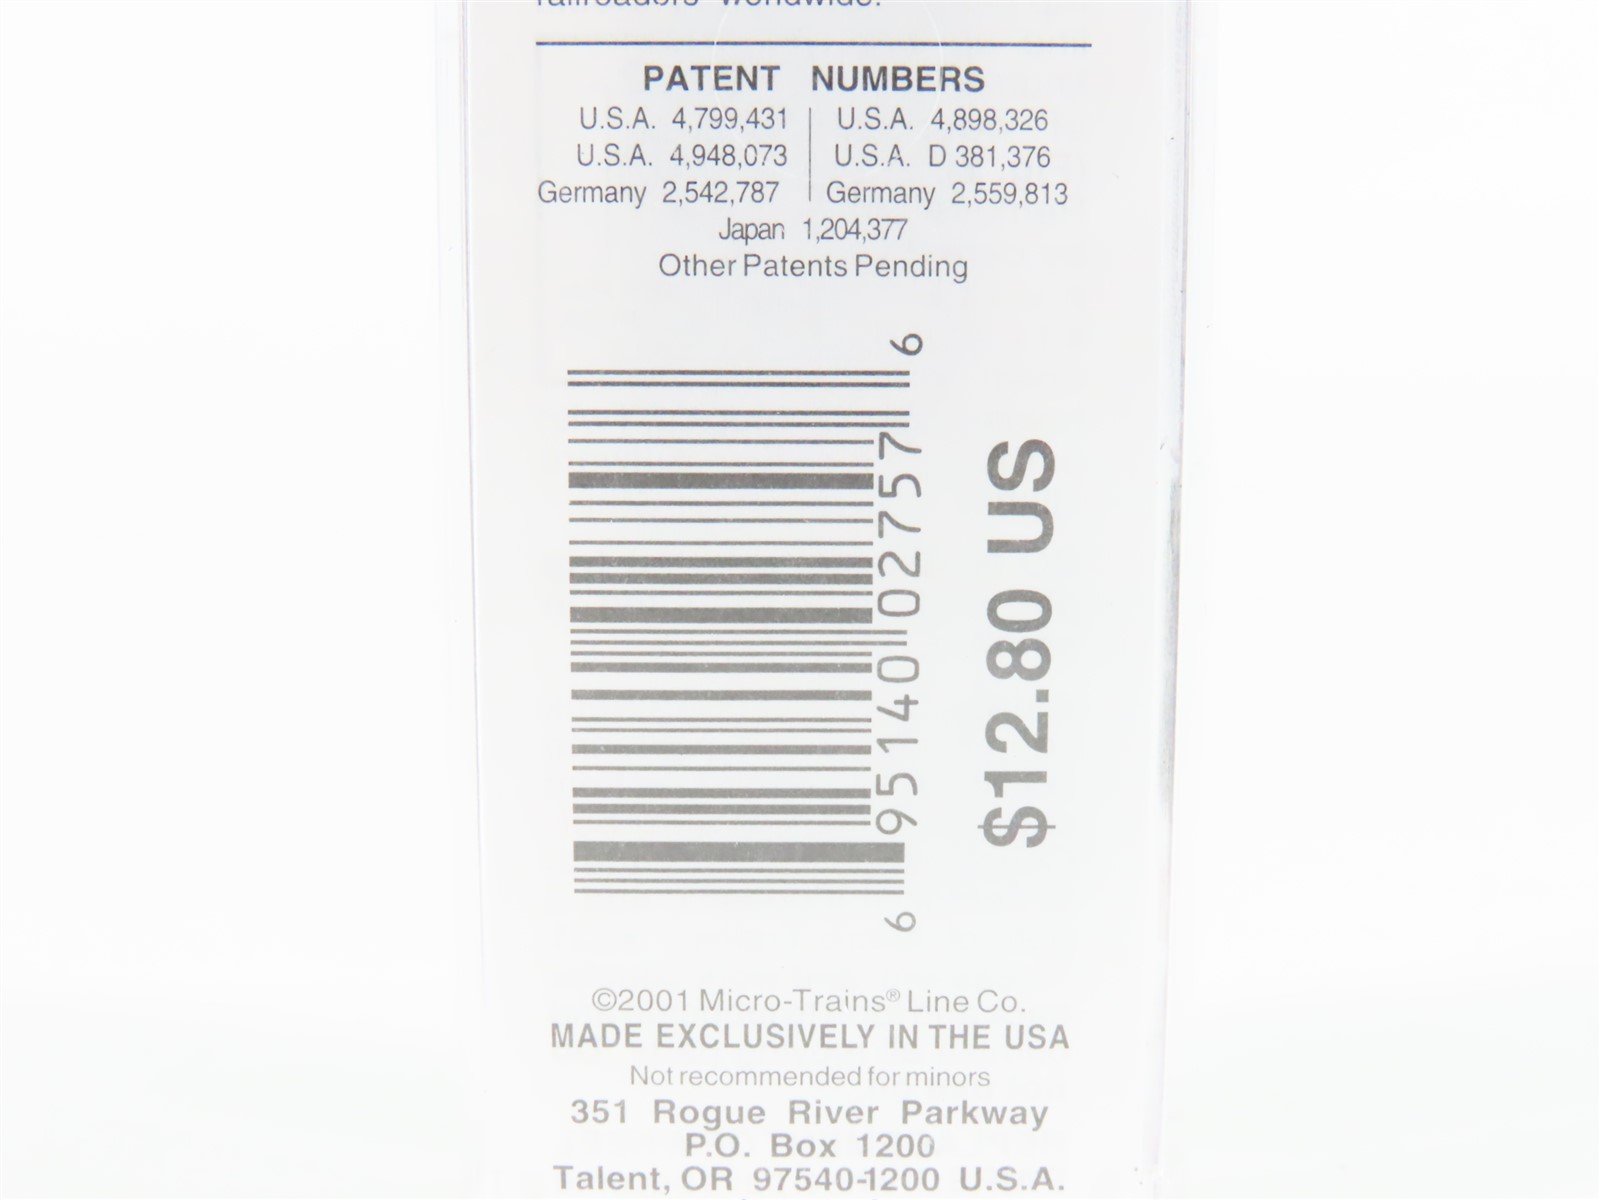 railroaders worldwide.
PATENT NUMBERS
U.S.A. 4,799,431 | U.S.A. 4,898,326
U.S.A. 4,948,073 | U.S.A. D 381,376
Germany 2,542,787 | Germany 2,559,813
Japan 1,204,377
Other Patents Pending
6 95140 02757 6
$12.80 US
©2001 Micro-Trains® Line Co.
MADE EXCLUSIVELY IN THE USA
Not recommended for minors
351 Rogue River Parkway
P.O. Box 1200
Talent, OR 97540-1200 U.S.A.